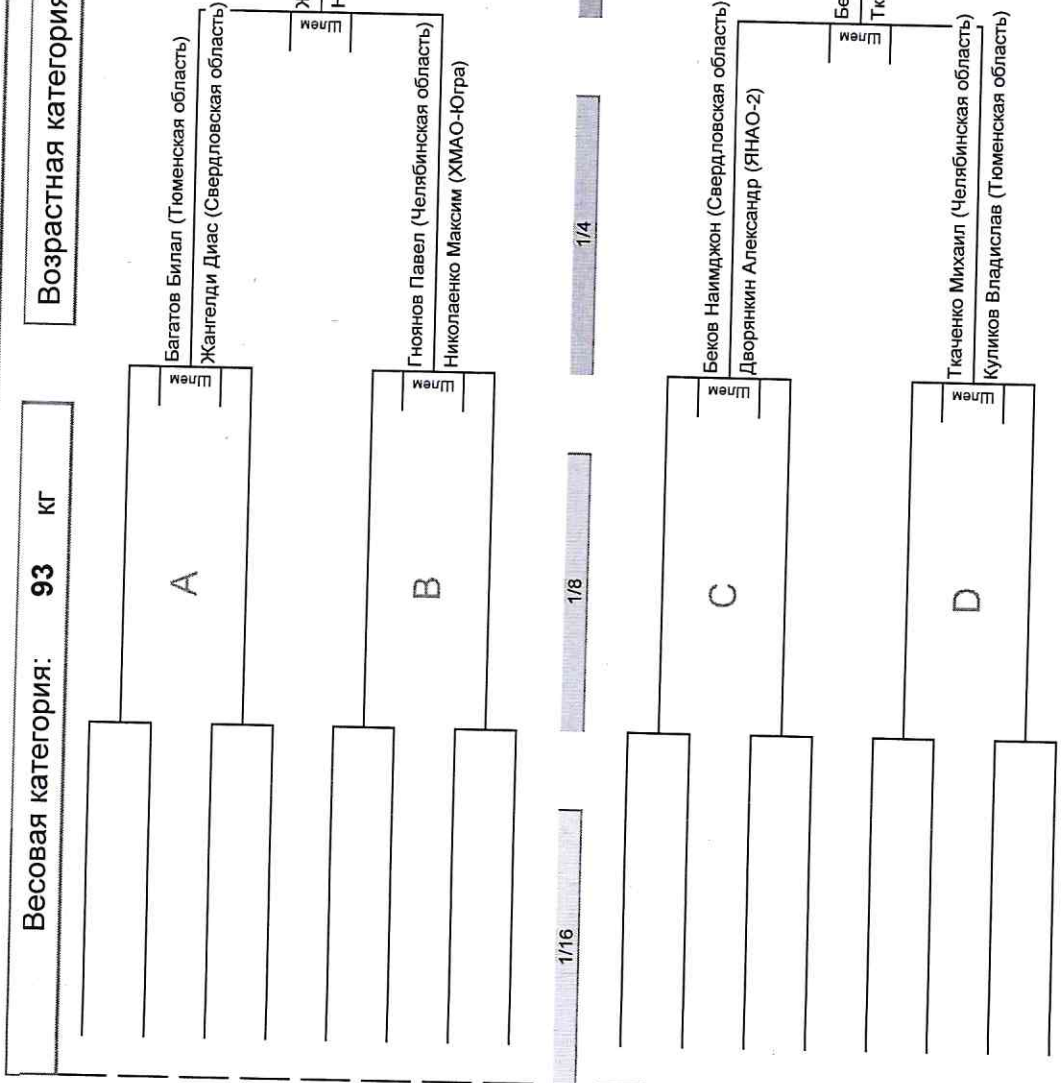 Весовая категория: 93 кг
Возрастная категория
A
Шлем
Багатов Билал (Тюменская область)
Жангелди Диас (Свердловская область)
Шлем
B
Шлем
Гноянов Павел (Челябинская область)
Николаенко Максим (ХМАО-Югра)
1/16
1/8
1/4
C
Шлем
Беков Наимджон (Свердловская область)
Дворянкин Александр (ЯНАО-2)
Шлем
Бе
Тк
D
Шлем
Ткаченко Михаил (Челябинская область)
Куликов Владислав (Тюменская область)